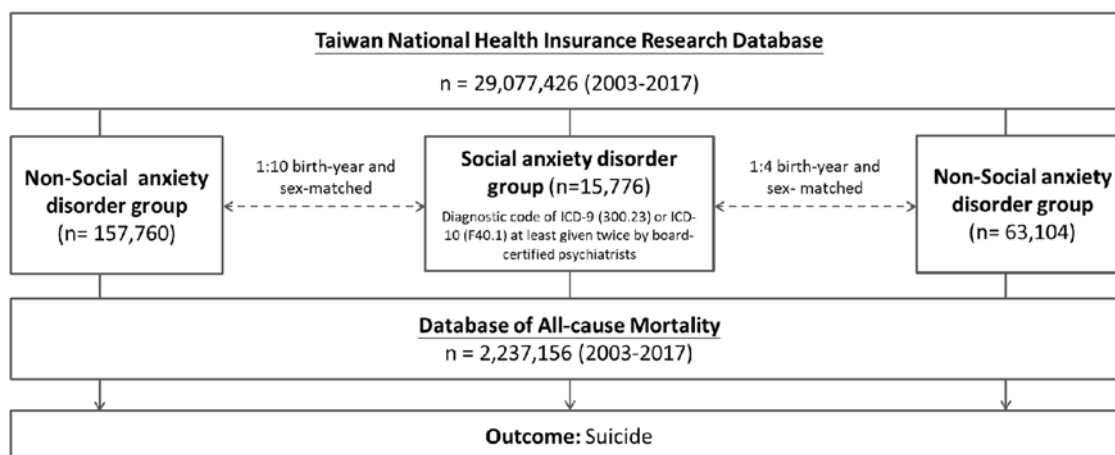 Taiwan National Health Insurance Research Database
n = 29,077,426 (2003-2017)
Non-Social anxiety
disorder group
(n= 157,760)
1:10 birth-year and
sex-matched
Social anxiety disorder
group (n=15,776)
Diagnostic code of ICD-9 (300.23) or ICD-
10 (F40.1) at least given twice by board-
certified psychiatrists
1:4 birth-year and
sex- matched
Non-Social anxiety
disorder group
(n= 63,104)
Database of All-cause Mortality
n = 2,237,156 (2003-2017)
Outcome: Suicide